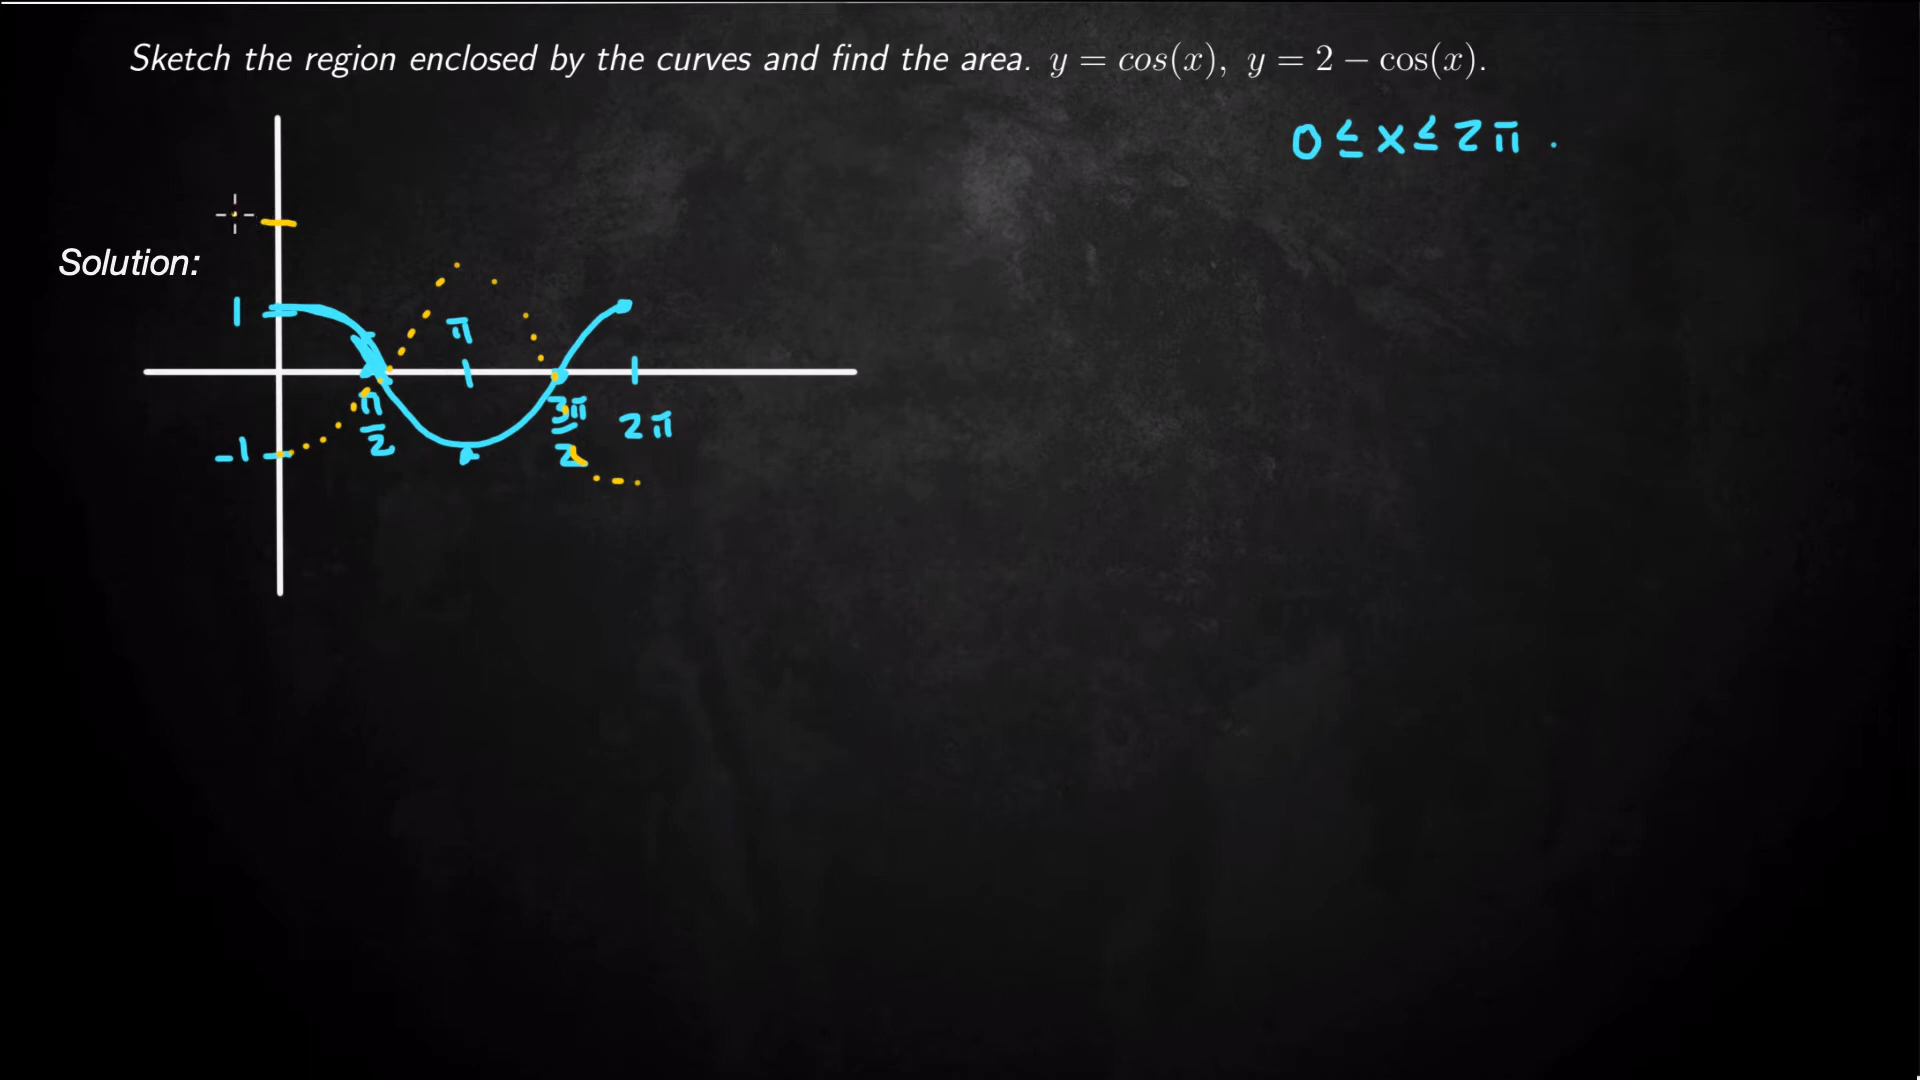 Sketch the region enclosed by the curves and find the area. y = cos(x), y = 2 − cos(x).
0 ≤ x ≤ 2π .
Solution:
1
π
-1
π/2
3π/2
2π